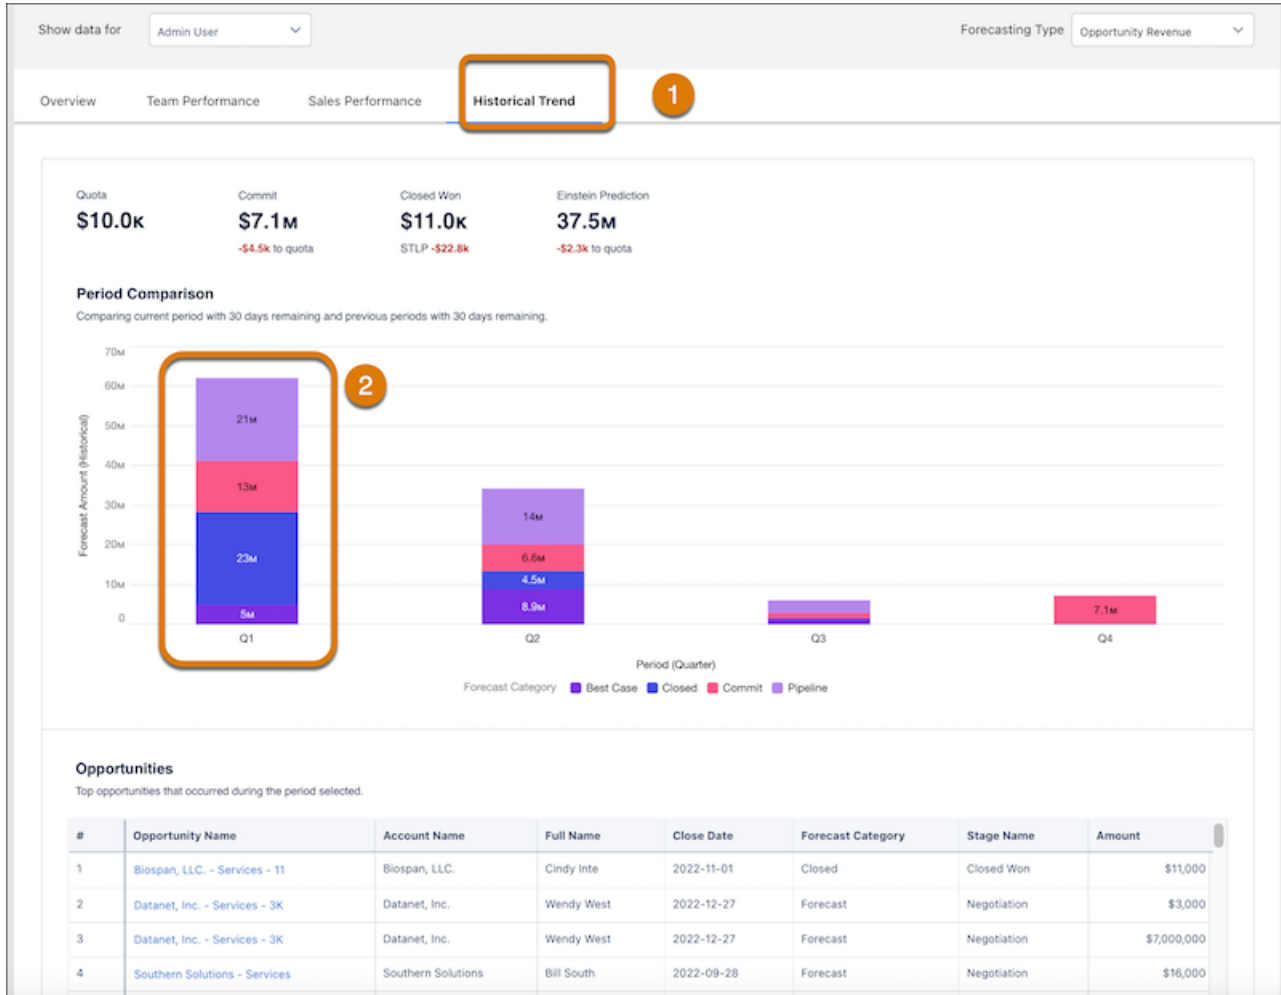 Show data for Admin User Forecasting Type Opportunity Revenue
Overview Team Performance Sales Performance Historical Trend 1
Quota Commit Closed Won Einstein Prediction
$10.0K $7.1M $11.0K 37.5M
-$4.5k to quota STLP -$22.8k -$2.3k to quota
Period Comparison
Comparing current period with 30 days remaining and previous periods with 30 days remaining.
Forecast Amount (Historical)
70M
60M
50M
40M
30M
20M
10M
0
2
21M
13M
23M
5M
14M
6.6M
4.5M
8.9M
7.1M
Q1 Q2 Q3 Q4
Period (Quarter)
Forecast Category Best Case Closed Commit Pipeline
Opportunities
Top opportunities that occurred during the period selected.
# Opportunity Name Account Name Full Name Close Date Forecast Category Stage Name Amount
1 Biospan, LLC. - Services - 11 Biospan, LLC. Cindy Inte 2022-11-01 Closed Closed Won $11,000
2 Datanet, Inc. - Services - 3K Datanet, Inc. Wendy West 2022-12-27 Forecast Negotiation $3,000
3 Datanet, Inc. - Services - 3K Datanet, Inc. Wendy West 2022-12-27 Forecast Negotiation $7,000,000
4 Southern Solutions - Services Southern Solutions Bill South 2022-09-28 Forecast Negotiation $16,000